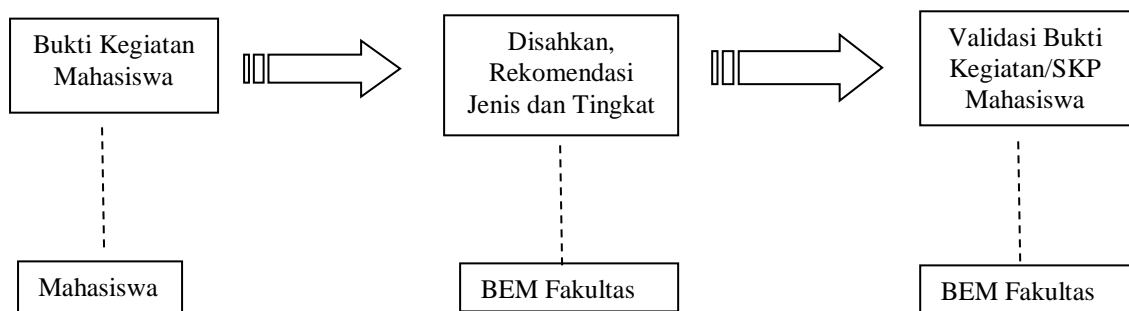 Bukti Kegiatan
Mahasiswa
Disahkan,
Rekomendasi
Jenis dan Tingkat
Validasi Bukti
Kegiatan/SKP
Mahasiswa
Mahasiswa
BEM Fakultas
BEM Fakultas